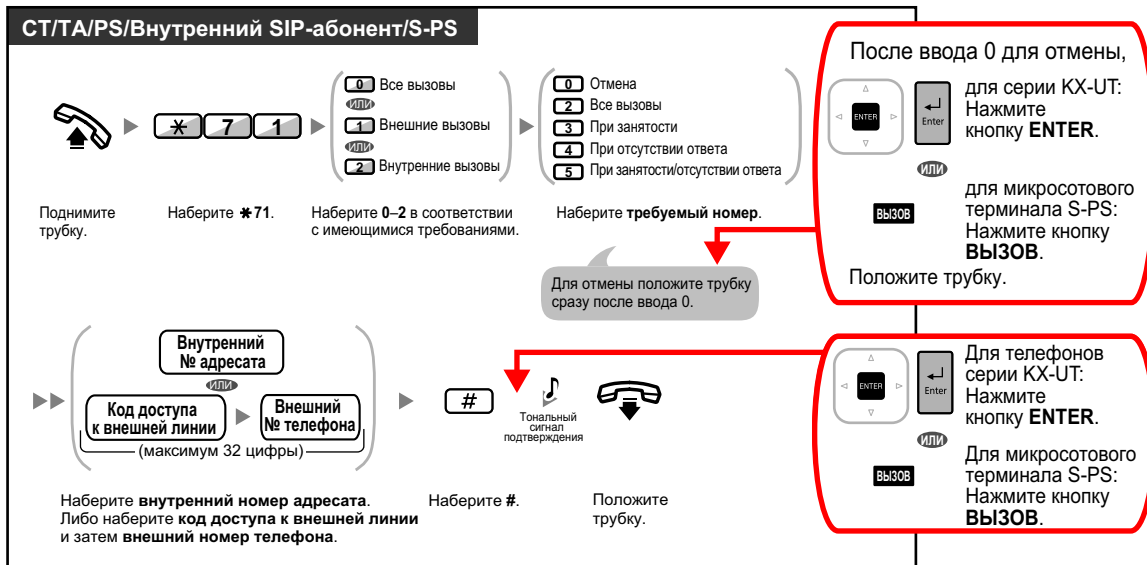 СТ/ТА/PS/Внутренний SIP-абонент/S-PS
0 Все вызовы
ИЛИ
1 Внешние вызовы
ИЛИ
2 Внутренние вызовы
0 Отмена
2 Все вызовы
3 При занятости
4 При отсутствии ответа
5 При занятости/отсутствии ответа
* 7 1
Поднимите
трубку.
Наберите *71.
Наберите 0–2 в соответствии
с имеющимися требованиями.
Наберите требуемый номер.
Для отмены положите трубку
сразу после ввода 0.
После ввода 0 для отмены,
ENTER
Enter
для серии KX-UT:
Нажмите
кнопку ENTER.
ИЛИ
ВЫЗОВ
для микросотового
терминала S-PS:
Нажмите кнопку
ВЫЗОВ.
Положите трубку.
Внутренний
№ адресата
ИЛИ
Код доступа
к внешней линии
Внешний
№ телефона
(максимум 32 цифры)
#
Тональный
сигнал
подтверждения
Наберите внутренний номер адресата.
Либо наберите код доступа к внешней линии
и затем внешний номер телефона.
Наберите #.
Положите
трубку.
ENTER
Enter
Для телефонов
серии KX-UT:
Нажмите
кнопку ENTER.
ИЛИ
ВЫЗОВ
Для микросотового
терминала S-PS:
Нажмите кнопку
ВЫЗОВ.